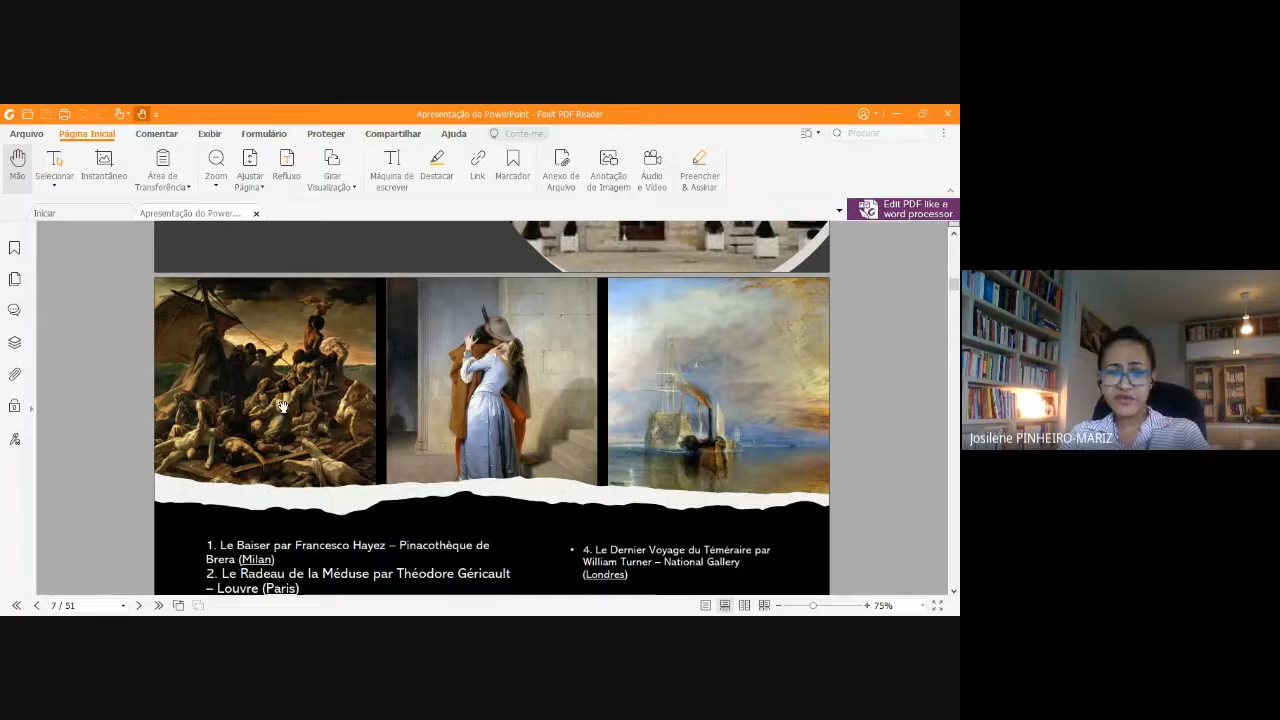 Apresentação do PowerPoint - Foxit PDF Reader
Arquivo Página Inicial Comentar Exibir Formulário Proteger Compartilhar Ajuda Conte-me. Procurar
Mão Selecionar Instantâneo Área de Transferência Zoom Ajustar Página Refluxo Girar Visualização Máquina de escrever Destacar Link Marcador Anexo de Arquivo Anotação de Imagem Áudio e Vídeo Preencher & Assinar
Iniciar Apresentação do Power...
Edit PDF like a
word processor
1. Le Baiser par Francesco Hayez – Pinacothèque de
Brera (Milan)
2. Le Radeau de la Méduse par Théodore Géricault
– Louvre (Paris)
• 4. Le Dernier Voyage du Téméraire par
William Turner – National Gallery
(Londres)
Josilene PINHEIRO-MARIZ
7 / 51 75%